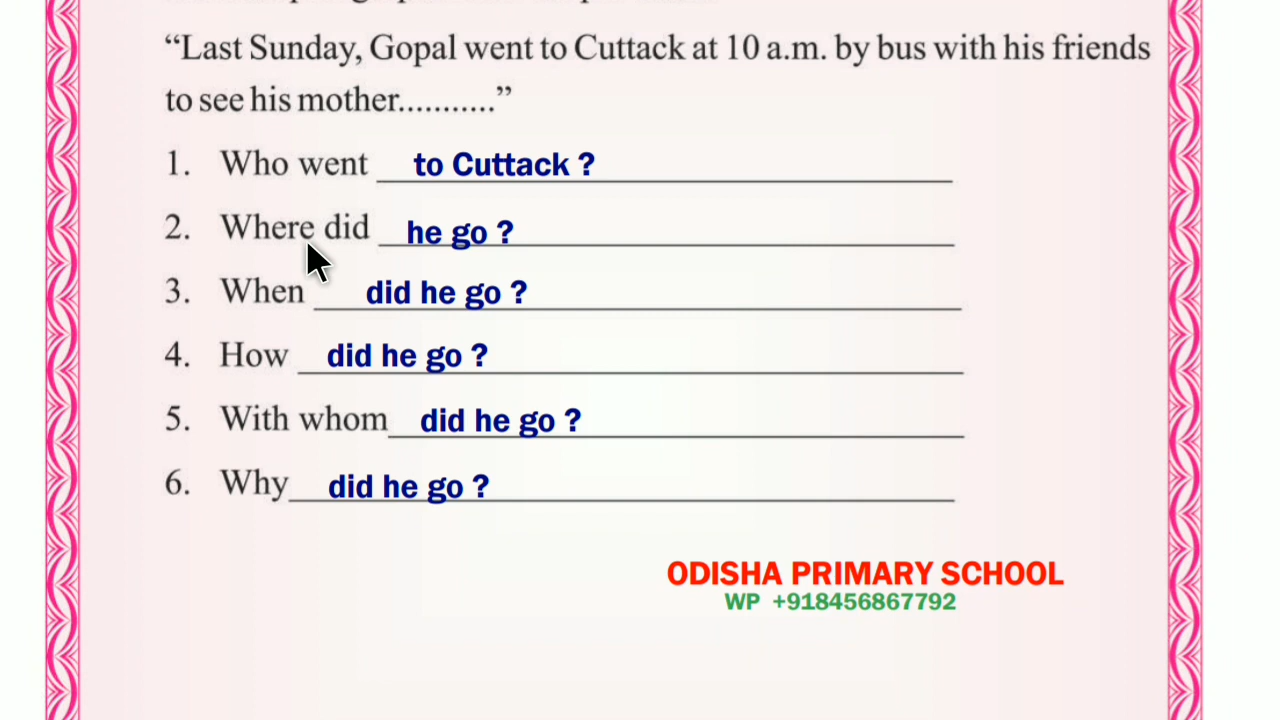 “Last Sunday, Gopal went to Cuttack at 10 a.m. by bus with his friends
to see his mother...........”
1. Who went to Cuttack ?
2. Where did he go ?
3. When did he go ?
4. How did he go ?
5. With whom did he go ?
6. Why did he go ?
ODISHA PRIMARY SCHOOL
WP +918456867792